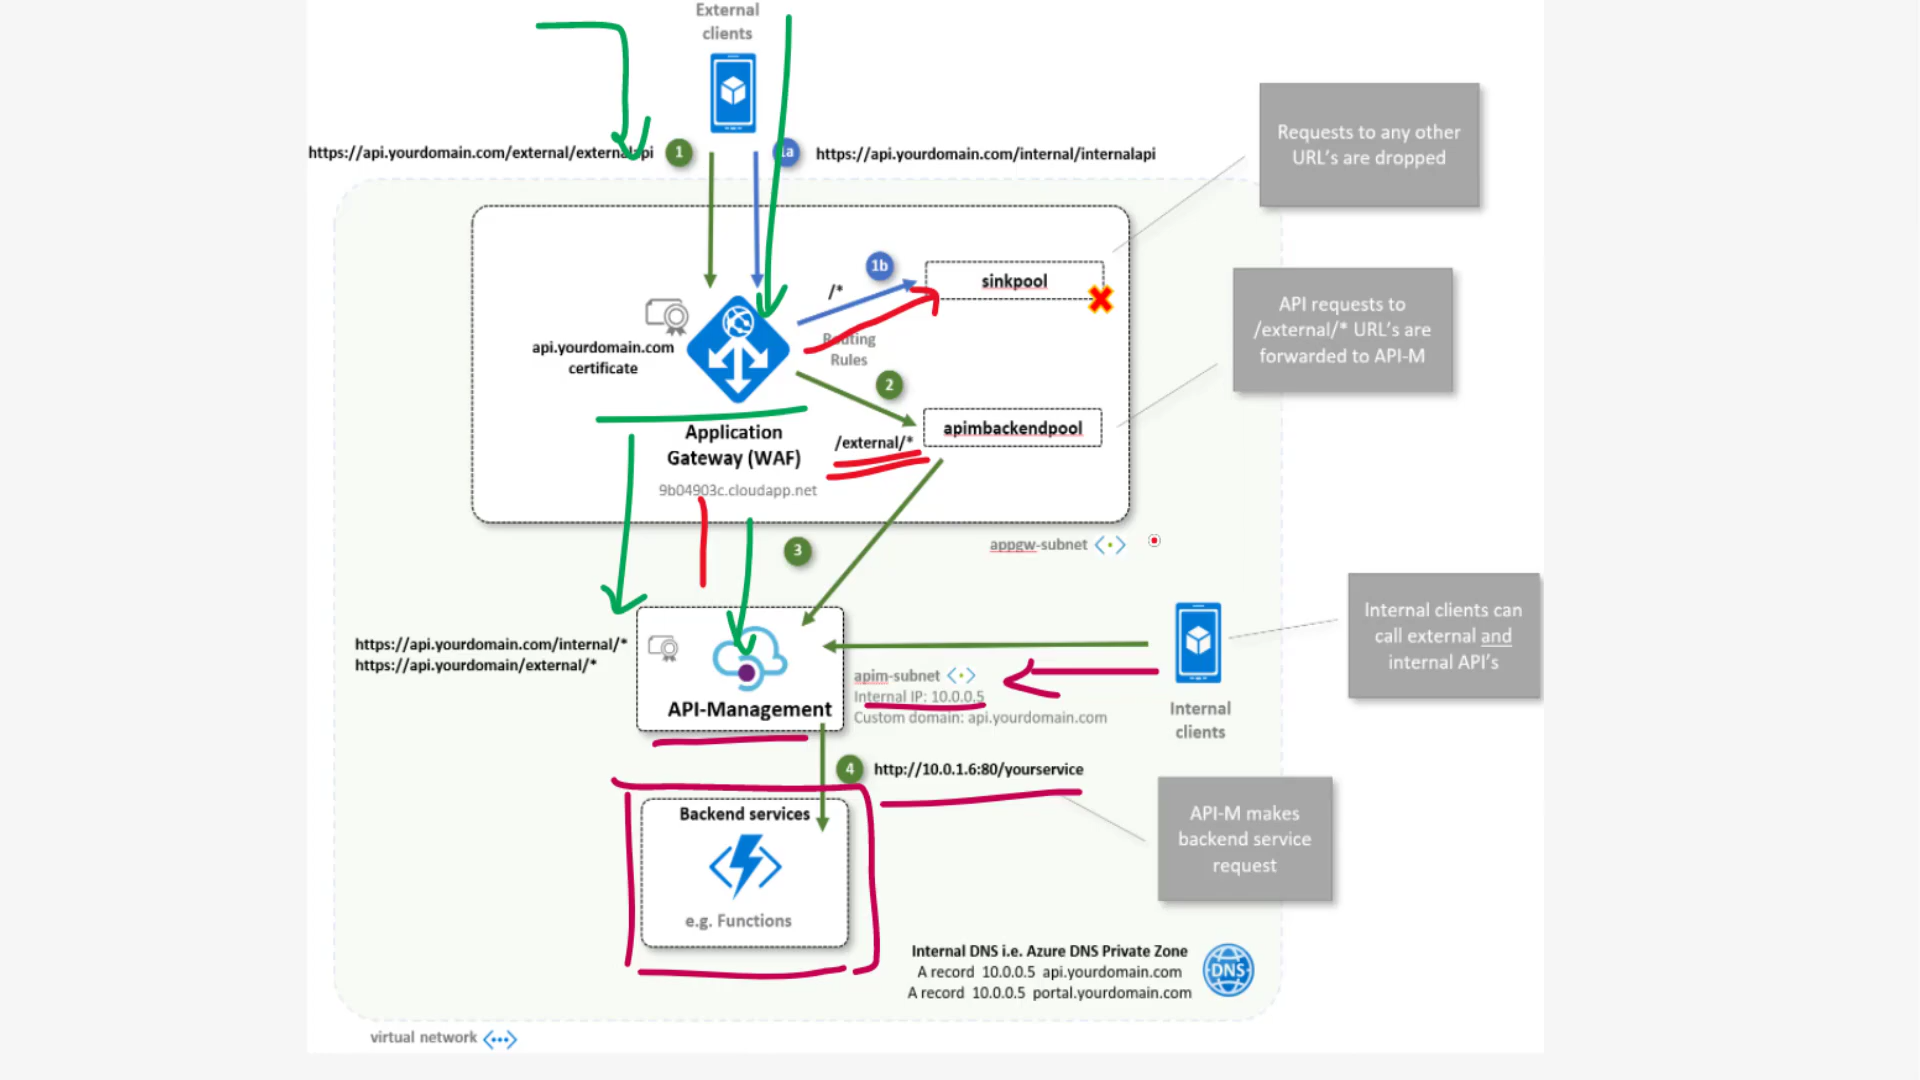 External
clients
https://api.yourdomain.com/external/externalapi
1
1a
https://api.yourdomain.com/internal/internalapi
Requests to any other
URL's are dropped
1b
/*
sinkpool
Routing
Rules
api.yourdomain.com
certificate
2
API requests to
/external/* URL's are
forwarded to API-M
apimbackendpool
/external/*
Application
Gateway (WAF)
9b04903c.cloudapp.net
appgw-subnet
3
https://api.yourdomain.com/internal/*
https://api.yourdomain/external/*
API-Management
apim-subnet
Internal IP: 10.0.0.5
Custom domain: api.yourdomain.com
Internal
clients
Internal clients can
call external and
internal API's
4
http://10.0.1.6:80/yourservice
API-M makes
backend service
request
Backend services
e.g. Functions
Internal DNS i.e. Azure DNS Private Zone
A record 10.0.0.5 api.yourdomain.com
A record 10.0.0.5 portal.yourdomain.com
DNS
virtual network